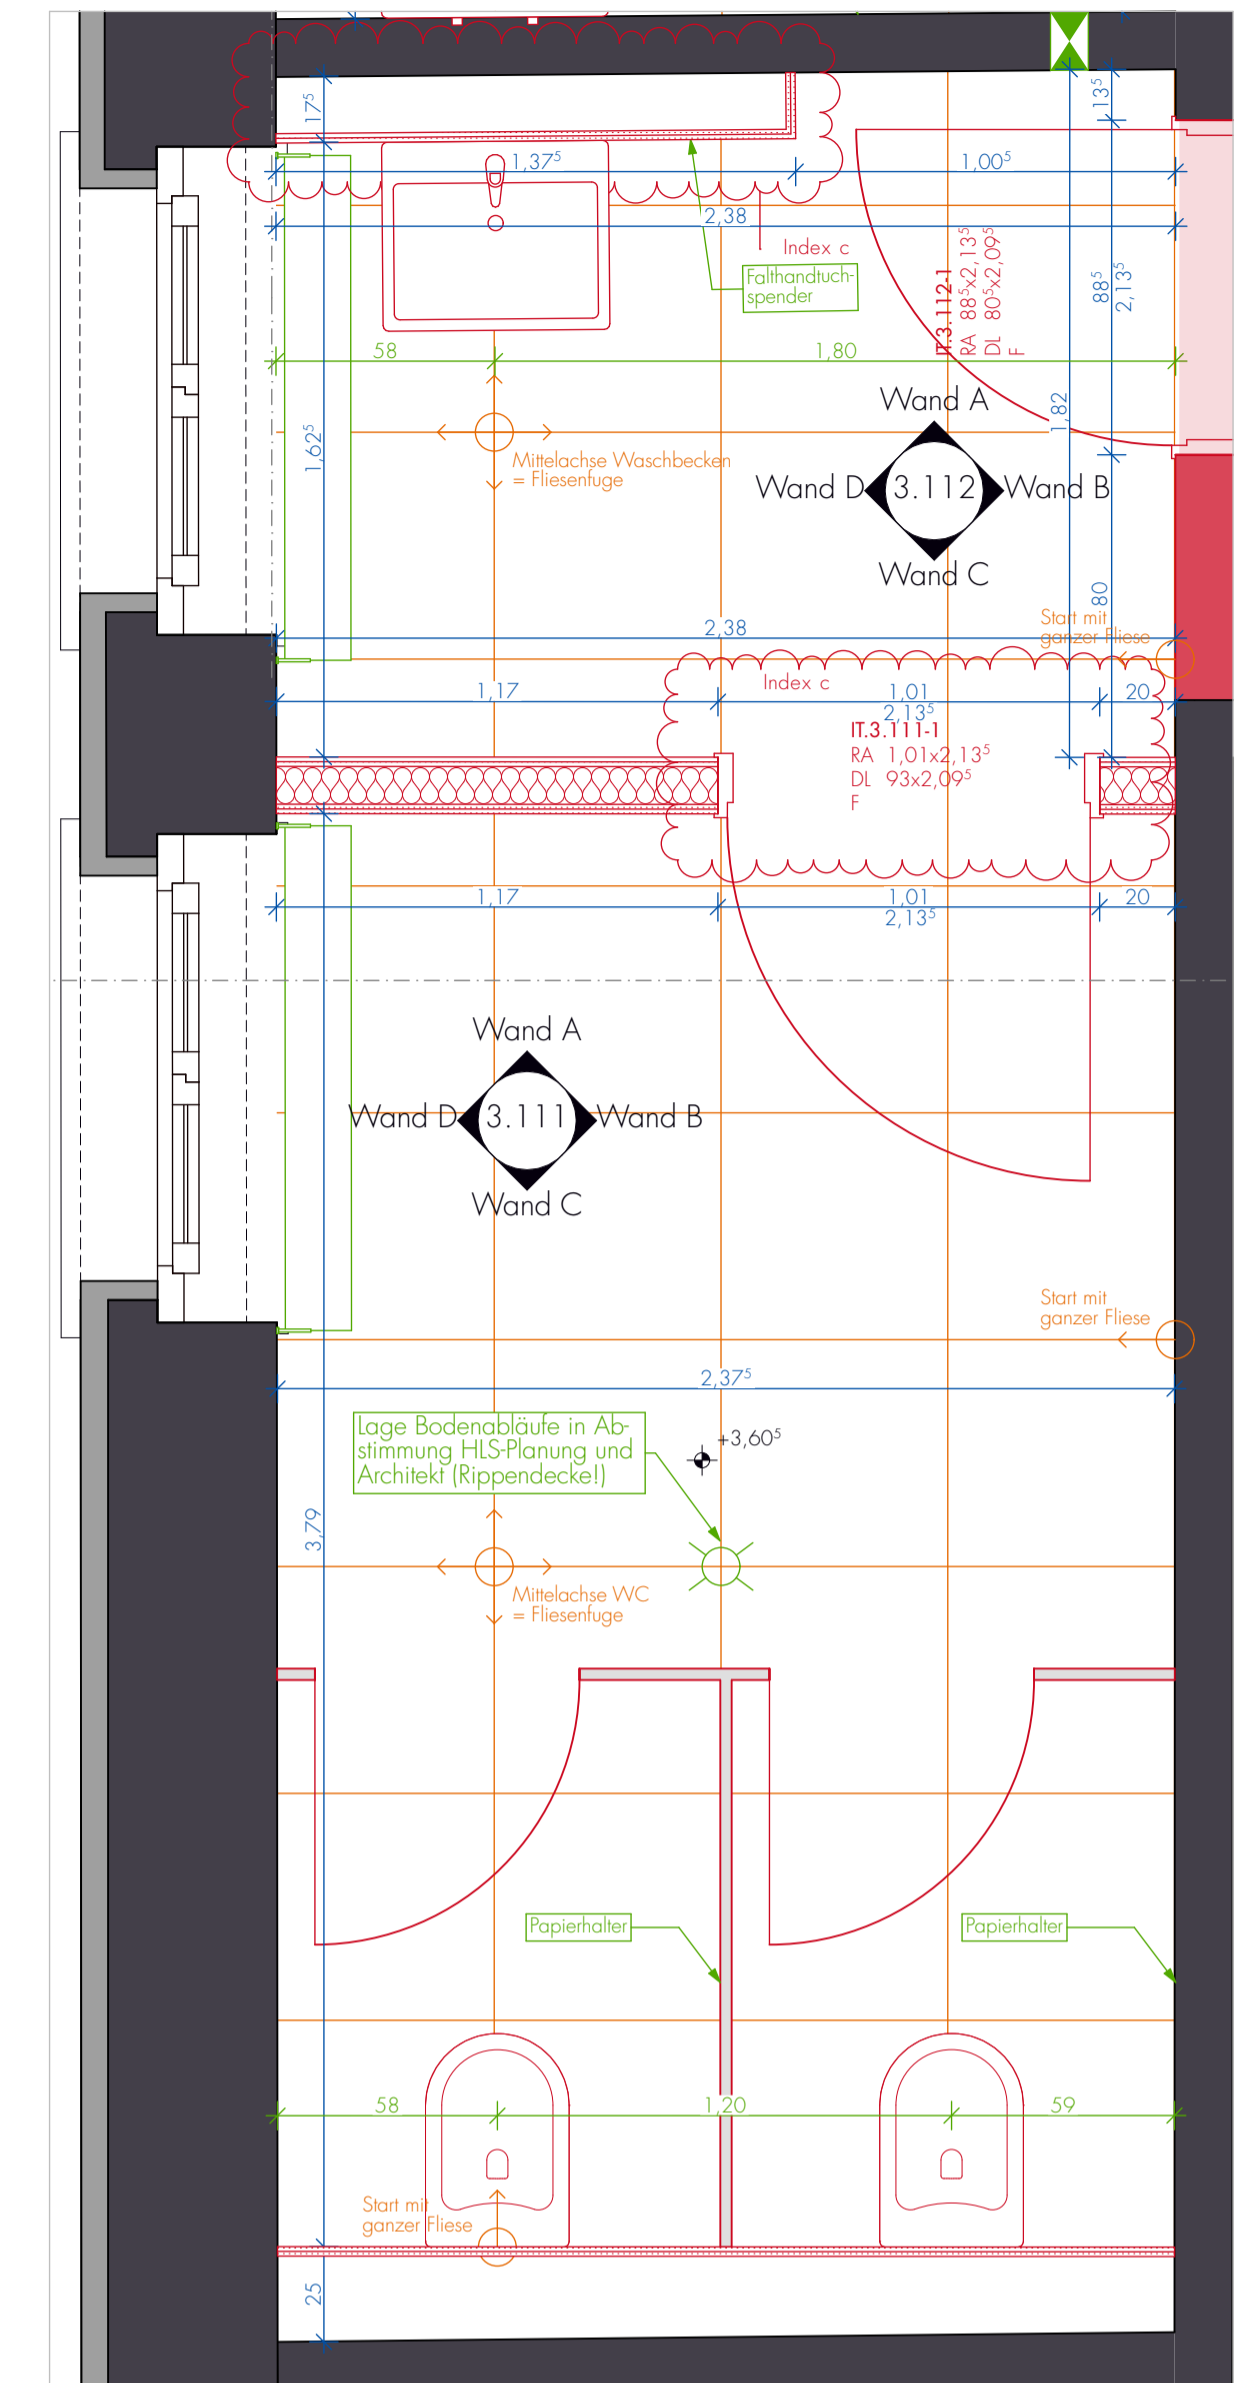 17⁵
13⁵
1,37⁵
1,00⁵
2,38
Index c
Falthandtuch-
spender
IT.3.112-1
RA 88⁵x2,13⁵
DL 80⁵x2,09⁵
F
88⁵
2,13⁵
58
1,80
1,82
1,62⁵
Mittelachse Waschbecken
= Fliesenfuge
Wand A
Wand D
3.112
Wand B
Wand C
80
Start mit
ganzer Fliese
2,38
Index c
1,17
1,01
2,13⁵
20
IT.3.111-1
RA 1,01x2,13⁵
DL 93x2,09⁵
F
1,17
1,01
2,13⁵
20
Wand A
Wand D
3.111
Wand B
Wand C
Start mit
ganzer Fliese
2,37⁵
Lage Bodenabläufe in Ab-
stimmung HLS-Planung und
Architekt (Rippendecke!)
+3,60⁵
3,79
Mittelachse WC
= Fliesenfuge
Papierhalter
Papierhalter
58
1,20
59
Start mit
ganzer Fliese
25